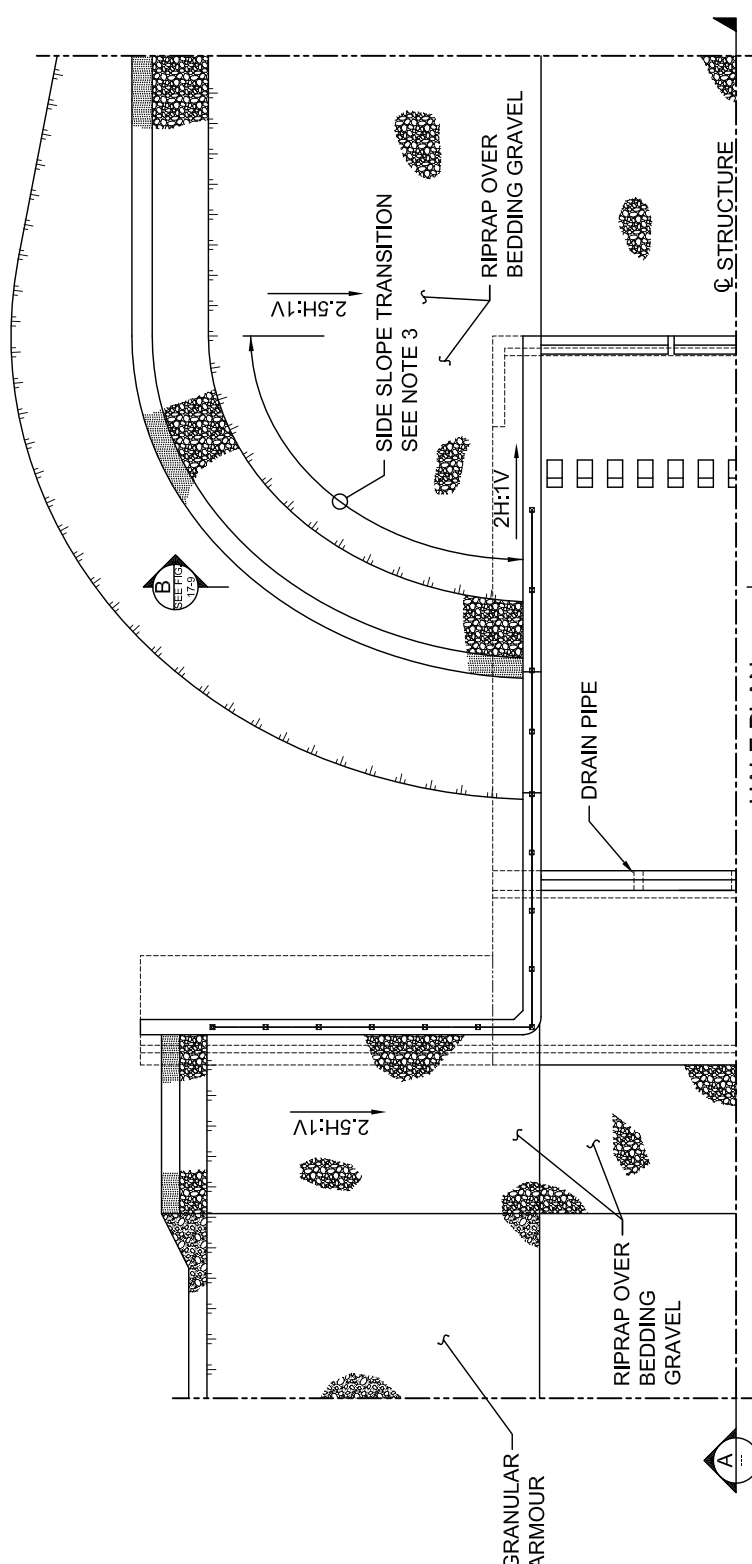 2.5H:1V
RIPRAP OVER
BEDDING GRAVEL
℄ STRUCTURE
SIDE SLOPE TRANSITION
SEE NOTE 3
2H:1V
B
SEE FIG.
17-9
DRAIN PIPE
2.5H:1V
RIPRAP OVER
BEDDING
GRAVEL
GRANULAR
ARMOUR
A